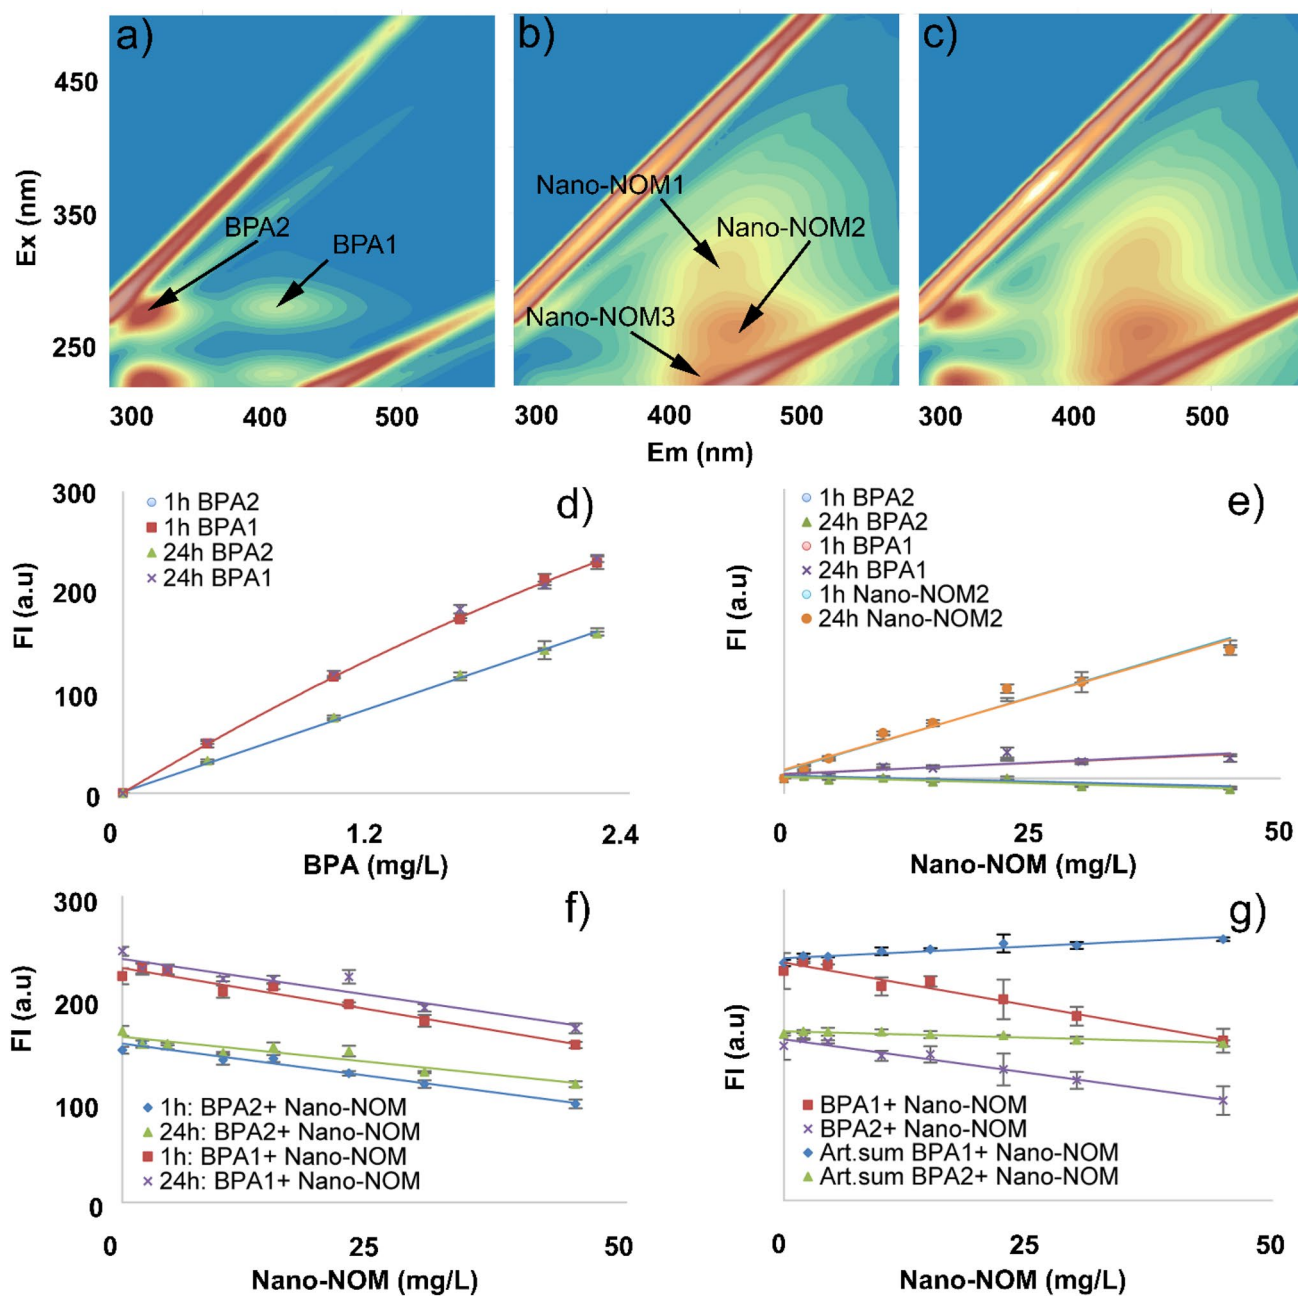 a)
b)
c)
450
350
250
Ex (nm)
BPA2
BPA1
Nano-NOM1
Nano-NOM2
Nano-NOM3
300
400
500
300
400
500
300
400
500
Em (nm)
300
200
100
0
FI (a.u)
d)
1h BPA2
1h BPA1
24h BPA2
24h BPA1
0
1.2
2.4
BPA (mg/L)
e)
FI (a.u)
1h BPA2
24h BPA2
1h BPA1
24h BPA1
1h Nano-NOM2
24h Nano-NOM2
0
25
50
Nano-NOM (mg/L)
300
200
100
0
FI (a.u)
f)
1h: BPA2+ Nano-NOM
24h: BPA2+ Nano-NOM
1h: BPA1+ Nano-NOM
24h: BPA1+ Nano-NOM
0
25
50
Nano-NOM (mg/L)
g)
FI (a.u)
BPA1+ Nano-NOM
BPA2+ Nano-NOM
Art.sum BPA1+ Nano-NOM
Art.sum BPA2+ Nano-NOM
0
25
50
Nano-NOM (mg/L)